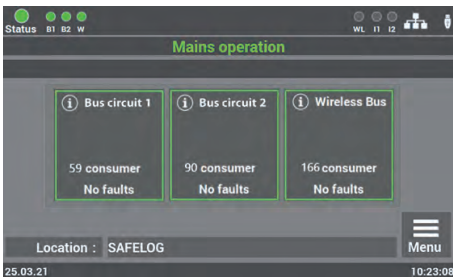 Status B1 B2 W WL I1 I2
Mains operation
Bus circuit 1
59 consumer
No faults
Bus circuit 2
90 consumer
No faults
Wireless Bus
166 consumer
No faults
Location : SAFELOG
Menu
25.03.21 10:23:08